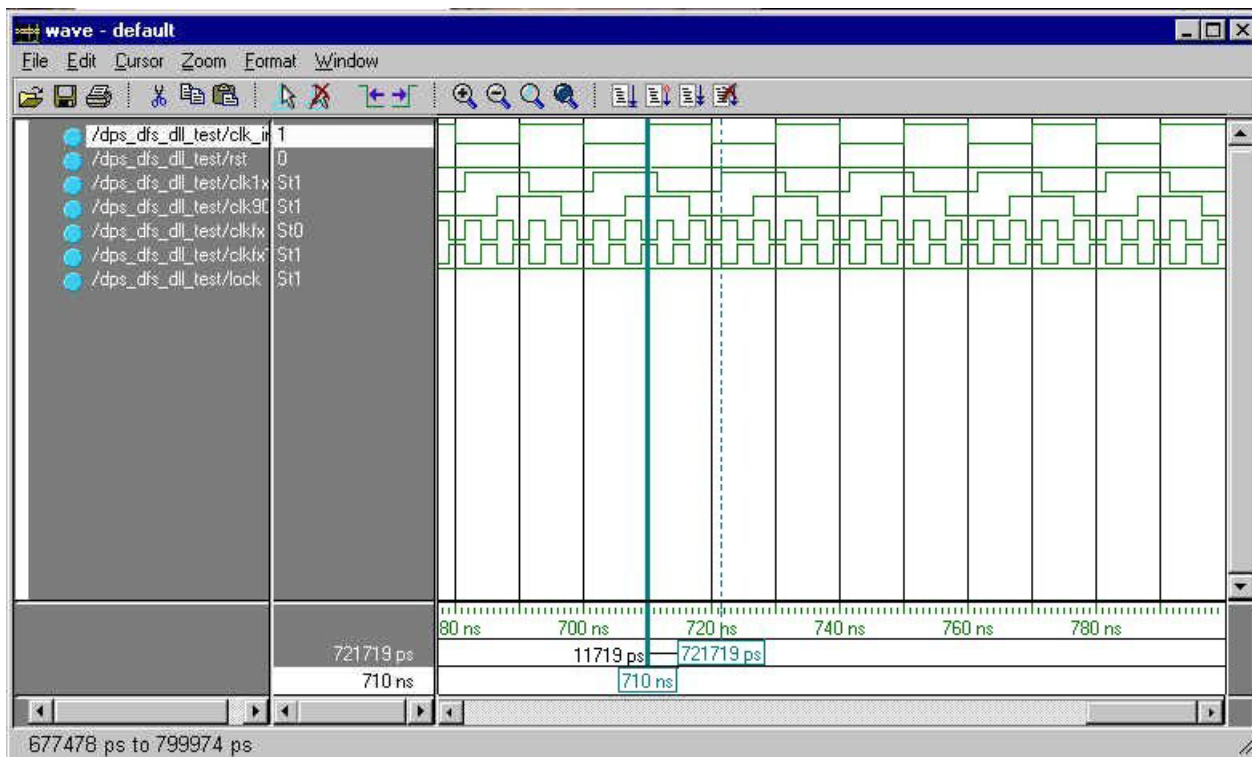 wave - default
File Edit Cursor Zoom Format Window
/dps_dfs_dll_test/clk_in 1
/dps_dfs_dll_test/rst 0
/dps_dfs_dll_test/clk1x St1
/dps_dfs_dll_test/clk90 St1
/dps_dfs_dll_test/clkfx St0
/dps_dfs_dll_test/clkfx St1
/dps_dfs_dll_test/lock St1
80 ns 700 ns 720 ns 740 ns 760 ns 780 ns
721719 ps 11719 ps 721719 ps
710 ns 710 ns
677478 ps to 799974 ps